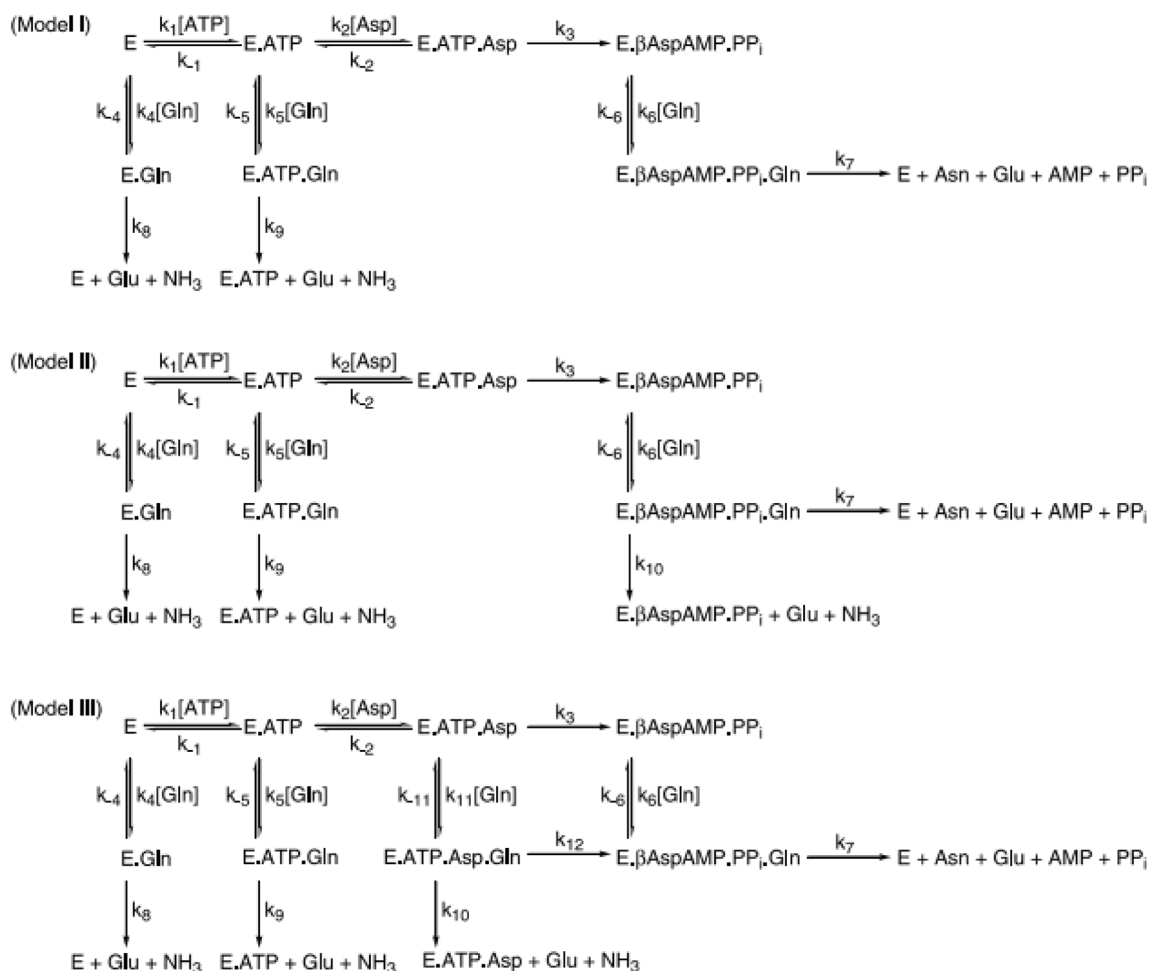 (Model I)
k1[ATP] k2[Asp] k3
E E.ATP E.ATP.Asp E.βAspAMP.PPi
k-1 k-2
k-4 k4[Gln] k-5 k5[Gln] k-6 k6[Gln]
k7
E.Gln E.ATP.Gln E.βAspAMP.PPi.Gln E + Asn + Glu + AMP + PPi
k8 k9
E + Glu + NH3 E.ATP + Glu + NH3
(Model II)
k1[ATP] k2[Asp] k3
E E.ATP E.ATP.Asp E.βAspAMP.PPi
k-1 k-2
k-4 k4[Gln] k-5 k5[Gln] k-6 k6[Gln]
k7
E.Gln E.ATP.Gln E.βAspAMP.PPi.Gln E + Asn + Glu + AMP + PPi
k8 k9 k10
E + Glu + NH3 E.ATP + Glu + NH3 E.βAspAMP.PPi + Glu + NH3
(Model III)
k1[ATP] k2[Asp] k3
E E.ATP E.ATP.Asp E.βAspAMP.PPi
k-1 k-2
k-4 k4[Gln] k-5 k5[Gln] k-11 k11[Gln] k-6 k6[Gln]
k12 k7
E.Gln E.ATP.Gln E.ATP.Asp.Gln E.βAspAMP.PPi.Gln E + Asn + Glu + AMP + PPi
k8 k9 k10
E + Glu + NH3 E.ATP + Glu + NH3 E.ATP.Asp + Glu + NH3